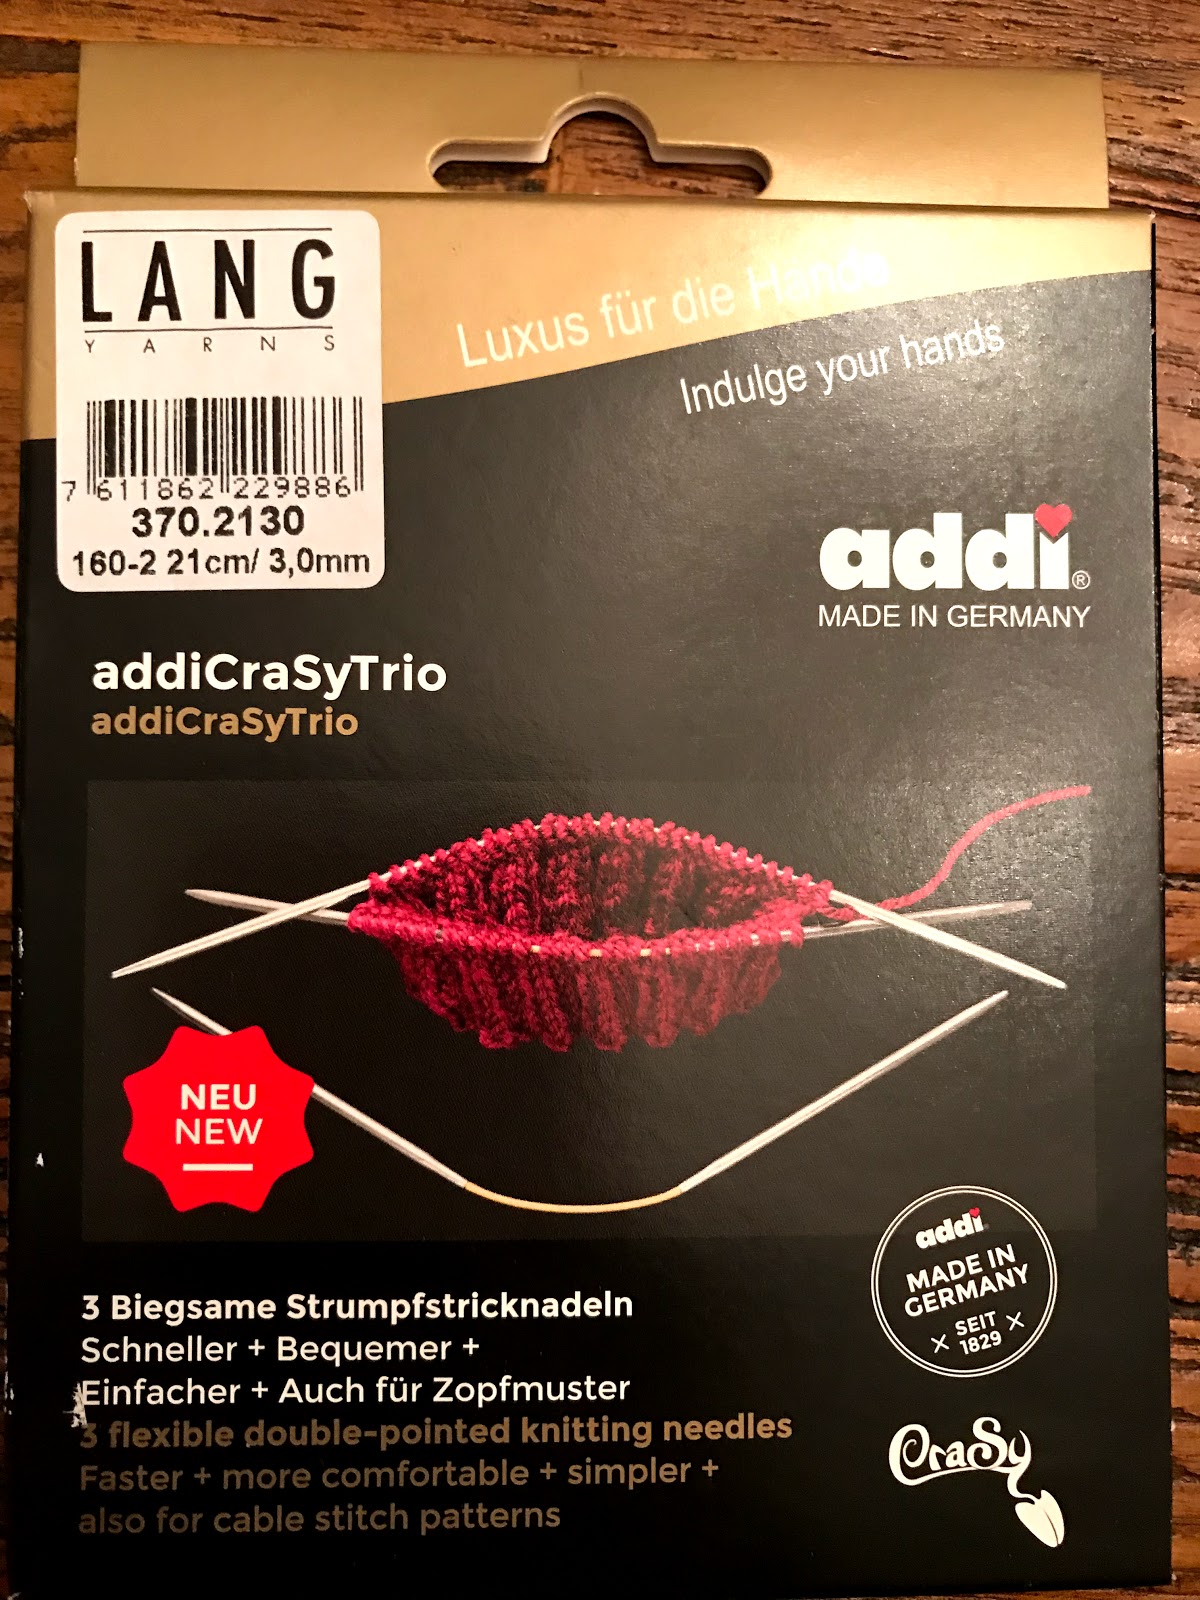 LANG
YARNS
Luxus für die Hände
Indulge your hands
7 611862 229886
370.2130
160-2 21cm/ 3,0mm
addi®
MADE IN GERMANY
addiCraSyTrio
addiCraSyTrio
NEU
NEW
3 Biegsame Strumpfstricknadeln
Schneller + Bequemer +
Einfacher + Auch für Zopfmuster
3 flexible double-pointed knitting needles
Faster + more comfortable + simpler +
also for cable stitch patterns
addi
MADE IN
GERMANY
SEIT
1829
CraSy